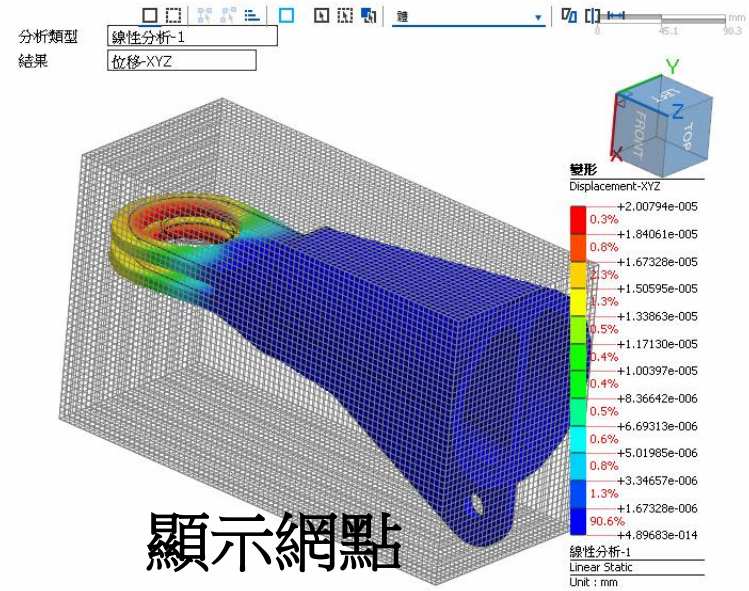 體
mm
0 45.1 90.3
分析類型 線性分析-1
結果 位移-XYZ
Y
LEFT
Z
FRONT
TOP
X
變形
Displacement-XYZ
+2.00794e-005
0.3%
+1.84061e-005
0.8%
+1.67328e-005
2.3%
+1.50595e-005
1.3%
+1.33863e-005
0.5%
+1.17130e-005
0.4%
+1.00397e-005
0.4%
+8.36642e-006
0.5%
+6.69313e-006
0.6%
+5.01985e-006
0.8%
+3.34657e-006
1.3%
+1.67328e-006
90.6%
+4.89683e-014
線性分析-1
Linear Static
Unit : mm
顯示網點